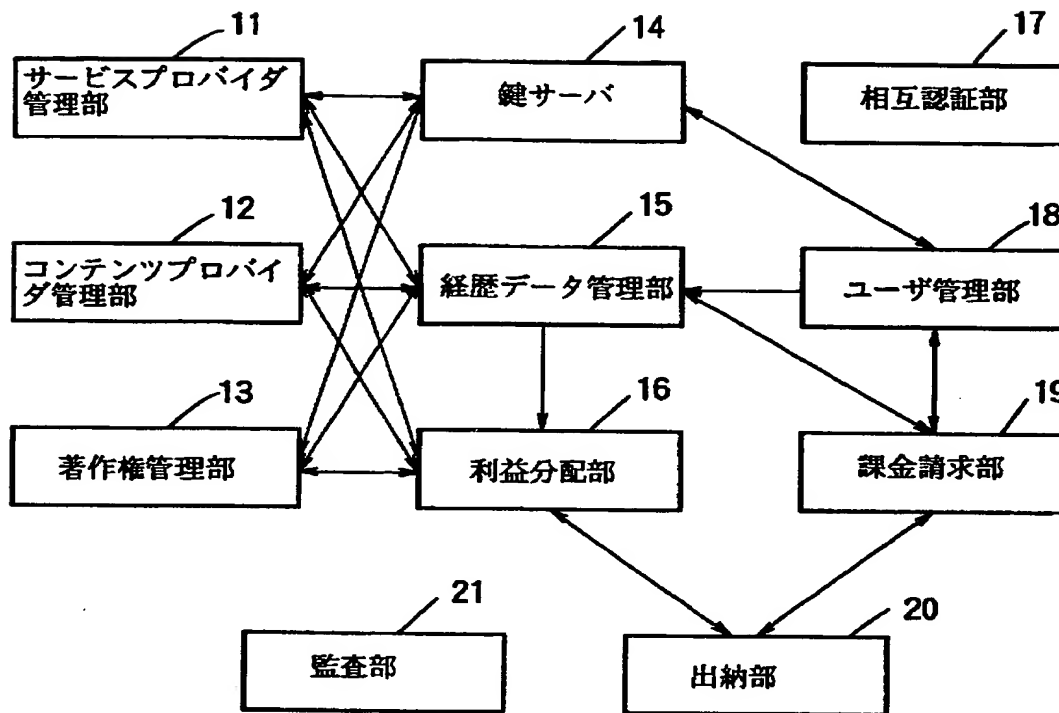 11
サービスプロバイダ
管理部
14
鍵サーバ
17
相互認証部
12
コンテンツプロバイ
ダ管理部
15
経歴データ管理部
18
ユーザ管理部
13
著作権管理部
16
利益分配部
19
課金請求部
21
監査部
20
出納部